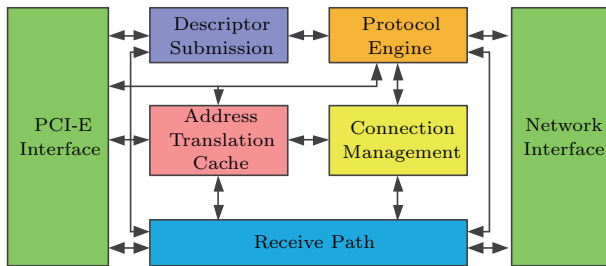 Descriptor
Submission
Protocol
Engine
PCI-E
Interface
Address
Translation
Cache
Connection
Management
Network
Interface
Receive Path